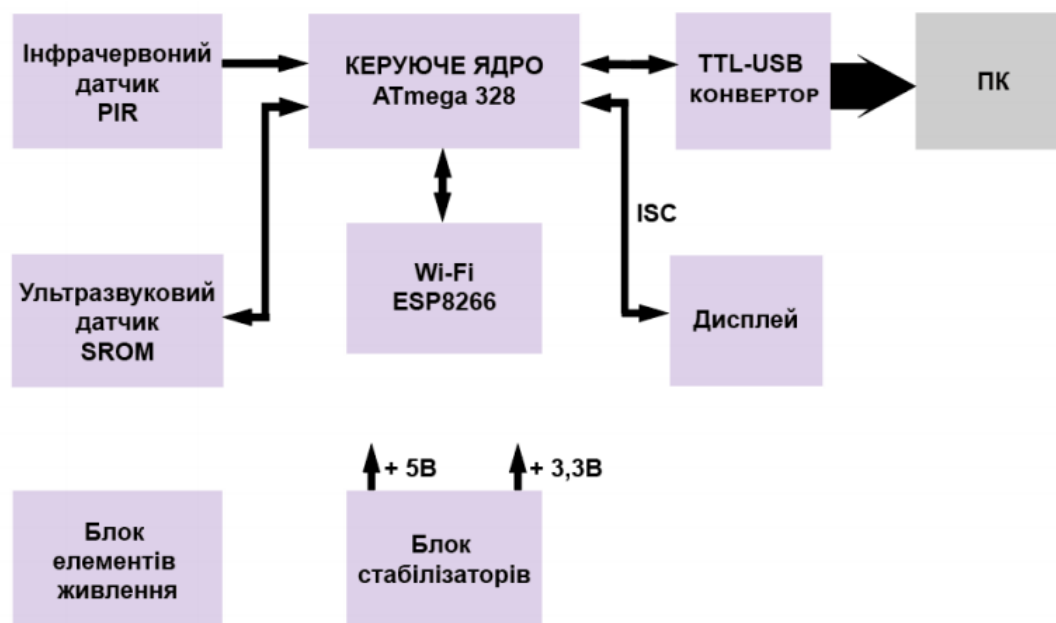 Інфрачервоний
датчик
PIR
КЕРУЮЧЕ ЯДРО
ATmega 328
TTL-USB
КОНВЕРТОР
ПК
ISC
Ультразвуковий
датчик
SROM
Wi-Fi
ESP8266
Дисплей
+ 5В
+ 3,3В
Блок
елементів
живлення
Блок
стабілізаторів